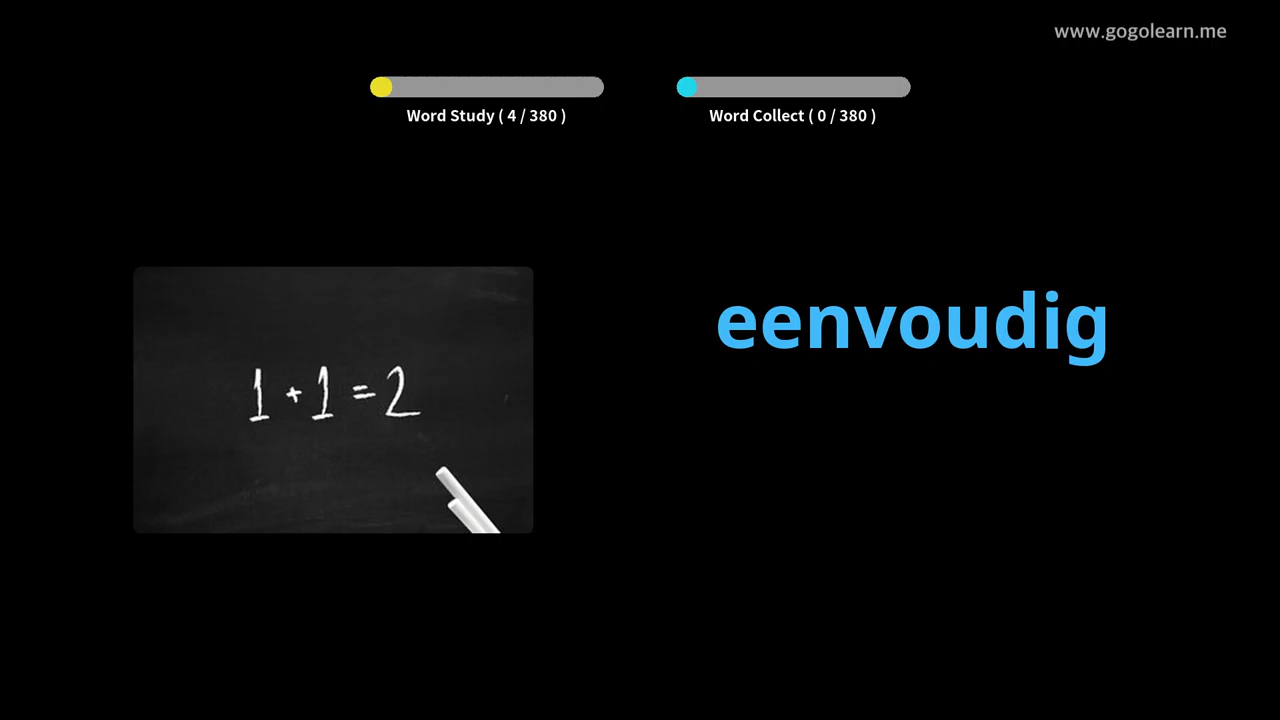 www.gogolearn.me
Word Study ( 4 / 380 )
Word Collect ( 0 / 380 )
eenvoudig
1 + 1 = 2